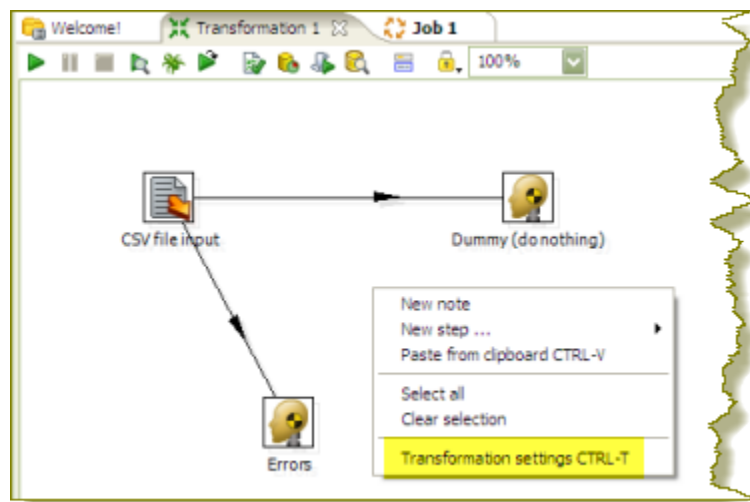 Welcome! Transformation 1 Job 1
100%
CSV file input
Dummy (do nothing)
New note
New step ...
Paste from clipboard CTRL-V
Select all
Clear selection
Transformation settings CTRL-T
Errors